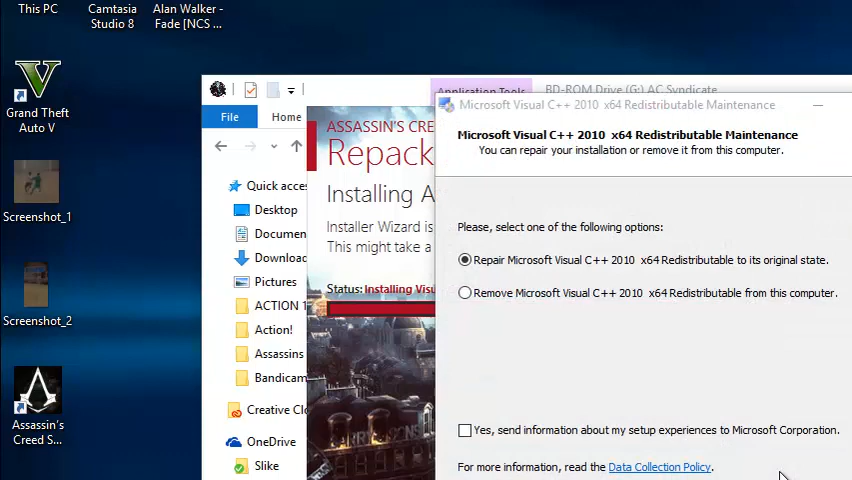 This PC
Camtasia
Studio 8
Alan Walker -
Fade [NCS ...
Grand Theft
Auto V
Screenshot_1
Screenshot_2
Assassin's
Creed S...
Application Tools
BD-ROM Drive (G:) AC Syndicate
File
Home
Quick acces
Desktop
Documen
Download
Pictures
ACTION 1
Action!
Assassins
Bandicam
Creative Clo
OneDrive
Slike
ASSASSIN'S CRE
Repack
Installing A
Installer Wizard is
This might take a
Status: Installing Visu
Microsoft Visual C++ 2010 x64 Redistributable Maintenance
Microsoft Visual C++ 2010 x64 Redistributable Maintenance
You can repair your installation or remove it from this computer.
Please, select one of the following options:
Repair Microsoft Visual C++ 2010 x64 Redistributable to its original state.
Remove Microsoft Visual C++ 2010 x64 Redistributable from this computer.
Yes, send information about my setup experiences to Microsoft Corporation.
For more information, read the Data Collection Policy.